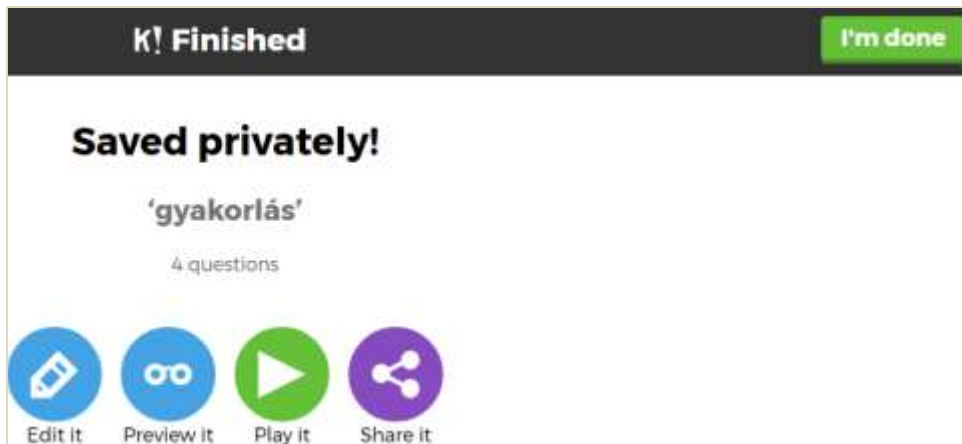 K! Finished
I'm done
Saved privately!
‘gyakorlás’
4 questions
Edit it
Preview it
Play it
Share it